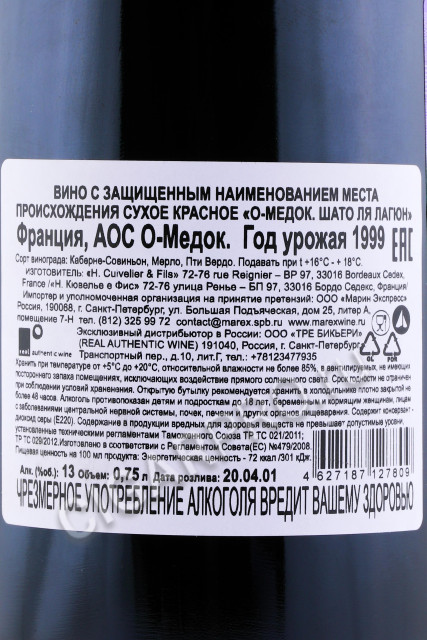 ВИНО С ЗАЩИЩЕННЫМ НАИМЕНОВАНИЕМ МЕСТА
ПРОИСХОЖДЕНИЯ СУХОЕ КРАСНОЕ «О-МЕДОК. ШАТО ЛЯ ЛАГЮН»
Франция, АОС О-Медок. Год урожая 1999 ЕАС
Сорт винограда: Каберне-Совиньон, Мерло, Пти Вердо. Подавать при t +16°C - + 18°C.
ИЗГОТОВИТЕЛЬ: «H. Cuvelier & Fils» 72-76 rue Reignier – BP 97, 33016 Bordeaux Cedex,
France /«Н. Кювелье е Фис» 72-76 улица Ренье – БП 97, 33016 Бордо Седекс, Франция/
Импортер и уполномоченная организация на принятие претензий: ООО «Марин Экспресс»
Россия, 190068, г. Санкт-Петербург, ул. Большая Подъяческая, дом 25, литер А,
помещение 7-Н тел. (812) 325 99 72 contact@marex.spb.ru / www.marexwine.ru
Эксклюзивный дистрибьютор в России: ООО «ТРЕ БИКЬЕРИ»
(REAL AUTHENTIC WINE) 191040, Россия, г. Санкт-Петербург,
authentic wine Транспортный пер., д.10, лит.Г, тел.: +78123477935
PAP FOR
Хранить при температуре от +5°C до +20°C, относительной влажности не более 85%, в вентилируемых, не имеющих
постороннего запаха помещениях, исключающих воздействие прямого солнечного света. Срок годности не ограничен
при соблюдении условий хранения. Открытую бутылку рекомендуется хранить в холодильнике плотно закрытой не
более 48 часов. Алкоголь противопоказан детям и подросткам до 18 лет, беременным и кормящим женщинам, лицам
с заболеваниями центральной нервной системы, почек, печени и других органов пищеварения. Содержит консервант -
диоксид серы (Е220). Содержание в продукции вредных для здоровья веществ не превышает допустимые уровни,
установленные техническими регламентами Таможенного Союза ТР ТС 021/2011;
ТР ТС 029/2012. Изготовлено в соответствии с Регламентом Совета (ЕС) №479/2008
Пищевая ценность на 100 мл продукта: Энергетическая ценность - 72 ккал /301 кДж.
Алк. (%об.) 13 Объем: 0,75 л Дата розлива: 20.04.01
4 627187 127809
ЧРЕЗМЕРНОЕ УПОТРЕБЛЕНИЕ АЛКОГОЛЯ ВРЕДИТ ВАШЕМУ ЗДОРОВЬЮ